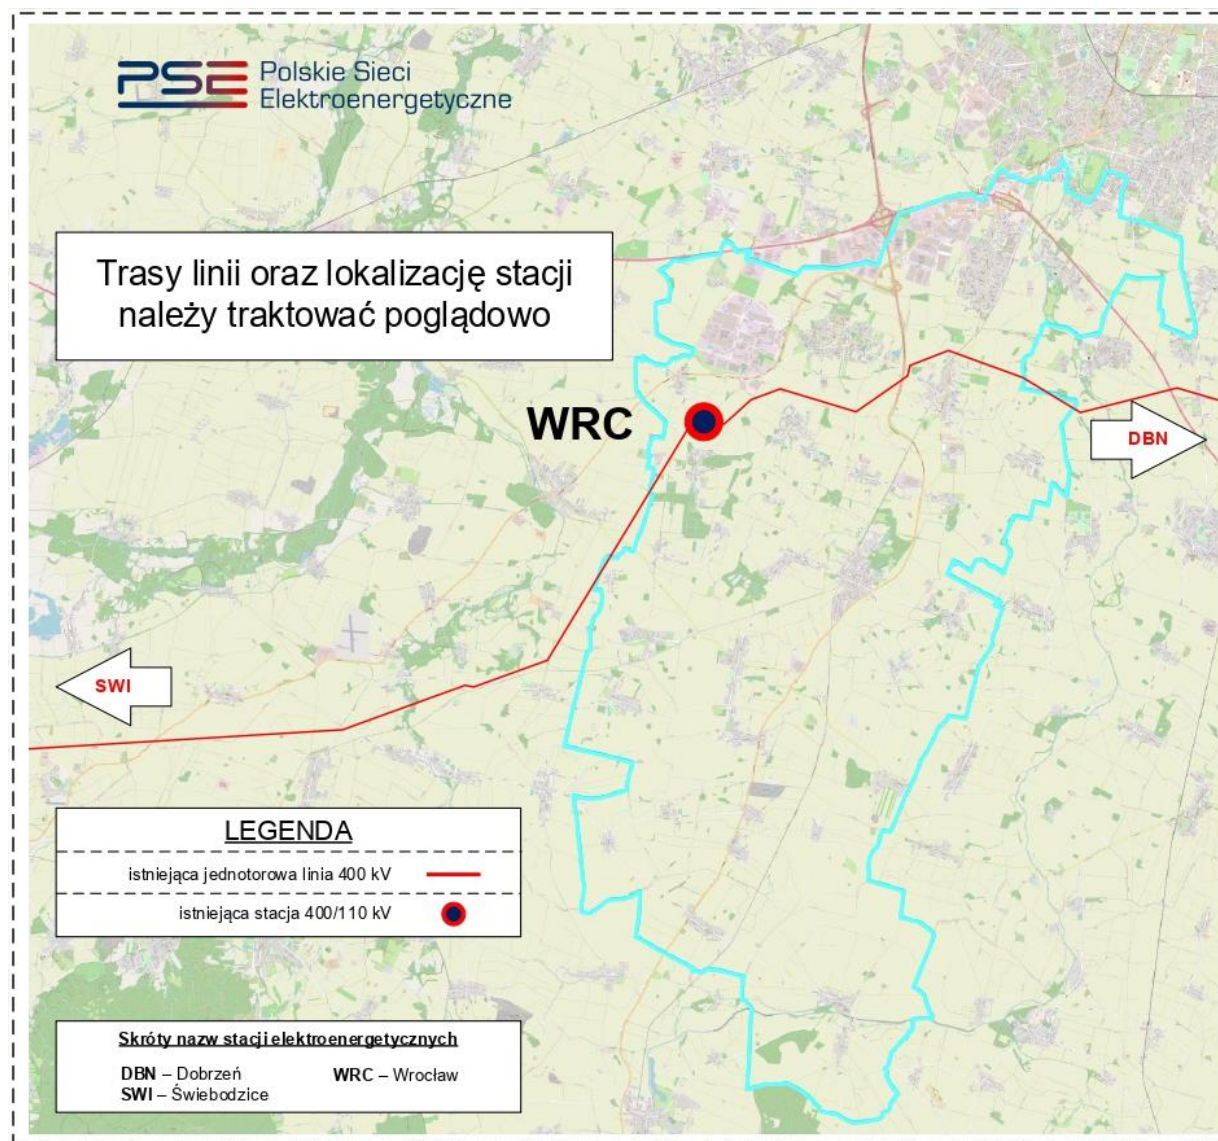 PSE Polskie Sieci
Elektroenergetyczne
Trasy linii oraz lokalizację stacji
należy traktować poglądowo
WRC
DBN
SWI
LEGENDA
istniejąca jednotorowa linia 400 kV
istniejąca stacja 400/110 kV
Skróty nazw stacji elektroenergetycznych
DBN – Dobrzeń
WRC – Wrocław
SWI – Świebodzice